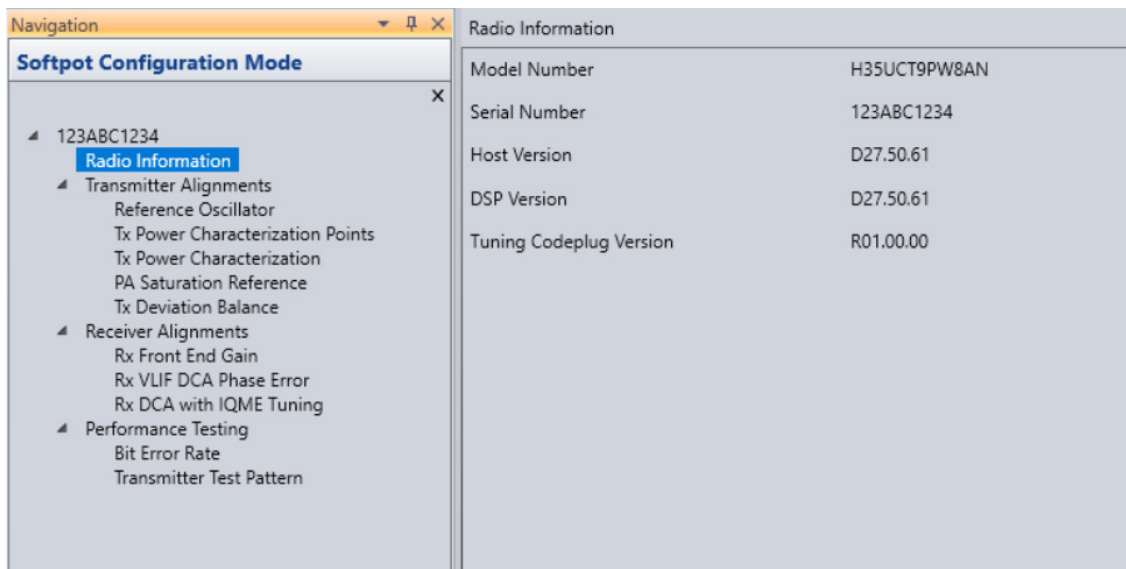 Navigation
Softpot Configuration Mode
123ABC1234
Radio Information
Transmitter Alignments
Reference Oscillator
Tx Power Characterization Points
Tx Power Characterization
PA Saturation Reference
Tx Deviation Balance
Receiver Alignments
Rx Front End Gain
Rx VLIF DCA Phase Error
Rx DCA with IQME Tuning
Performance Testing
Bit Error Rate
Transmitter Test Pattern
Radio Information
Model Number H35UCT9PW8AN
Serial Number 123ABC1234
Host Version D27.50.61
DSP Version D27.50.61
Tuning Codeplug Version R01.00.00